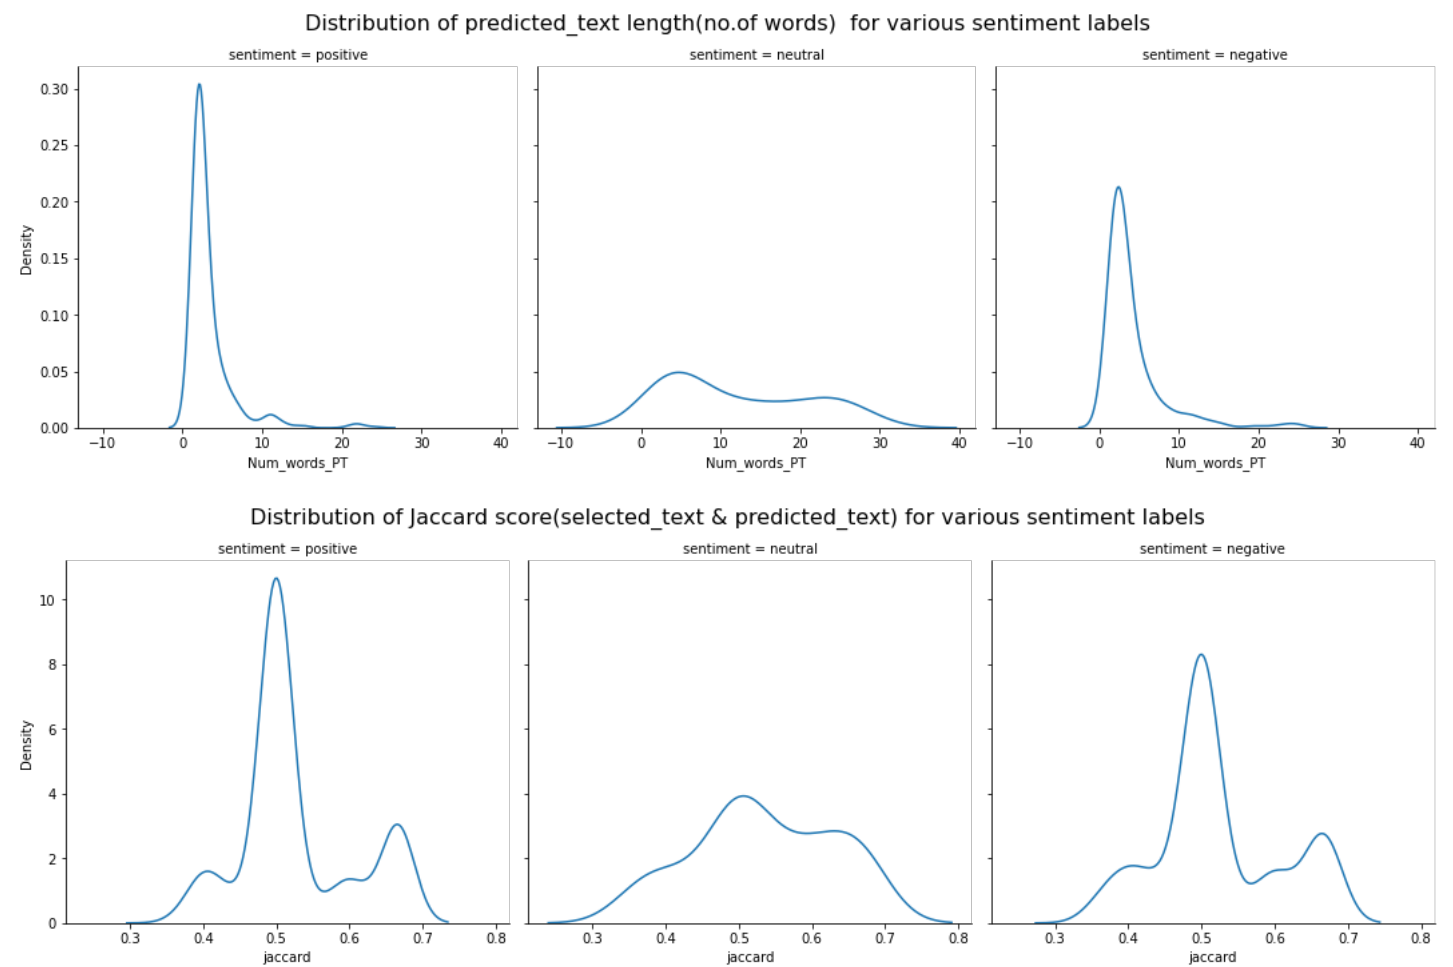 Distribution of predicted_text length(no.of words)  for various sentiment labels
sentiment = positive
sentiment = neutral
sentiment = negative
0.30
0.25
0.20
0.15
0.10
0.05
0.00
Density
−10 0 10 20 30 40
−10 0 10 20 30 40
−10 0 10 20 30 40
Num_words_PT
Num_words_PT
Num_words_PT
Distribution of Jaccard score(selected_text & predicted_text) for various sentiment labels
sentiment = positive
sentiment = neutral
sentiment = negative
10
8
6
4
2
0
Density
0.3 0.4 0.5 0.6 0.7 0.8
0.3 0.4 0.5 0.6 0.7 0.8
0.3 0.4 0.5 0.6 0.7 0.8
jaccard
jaccard
jaccard